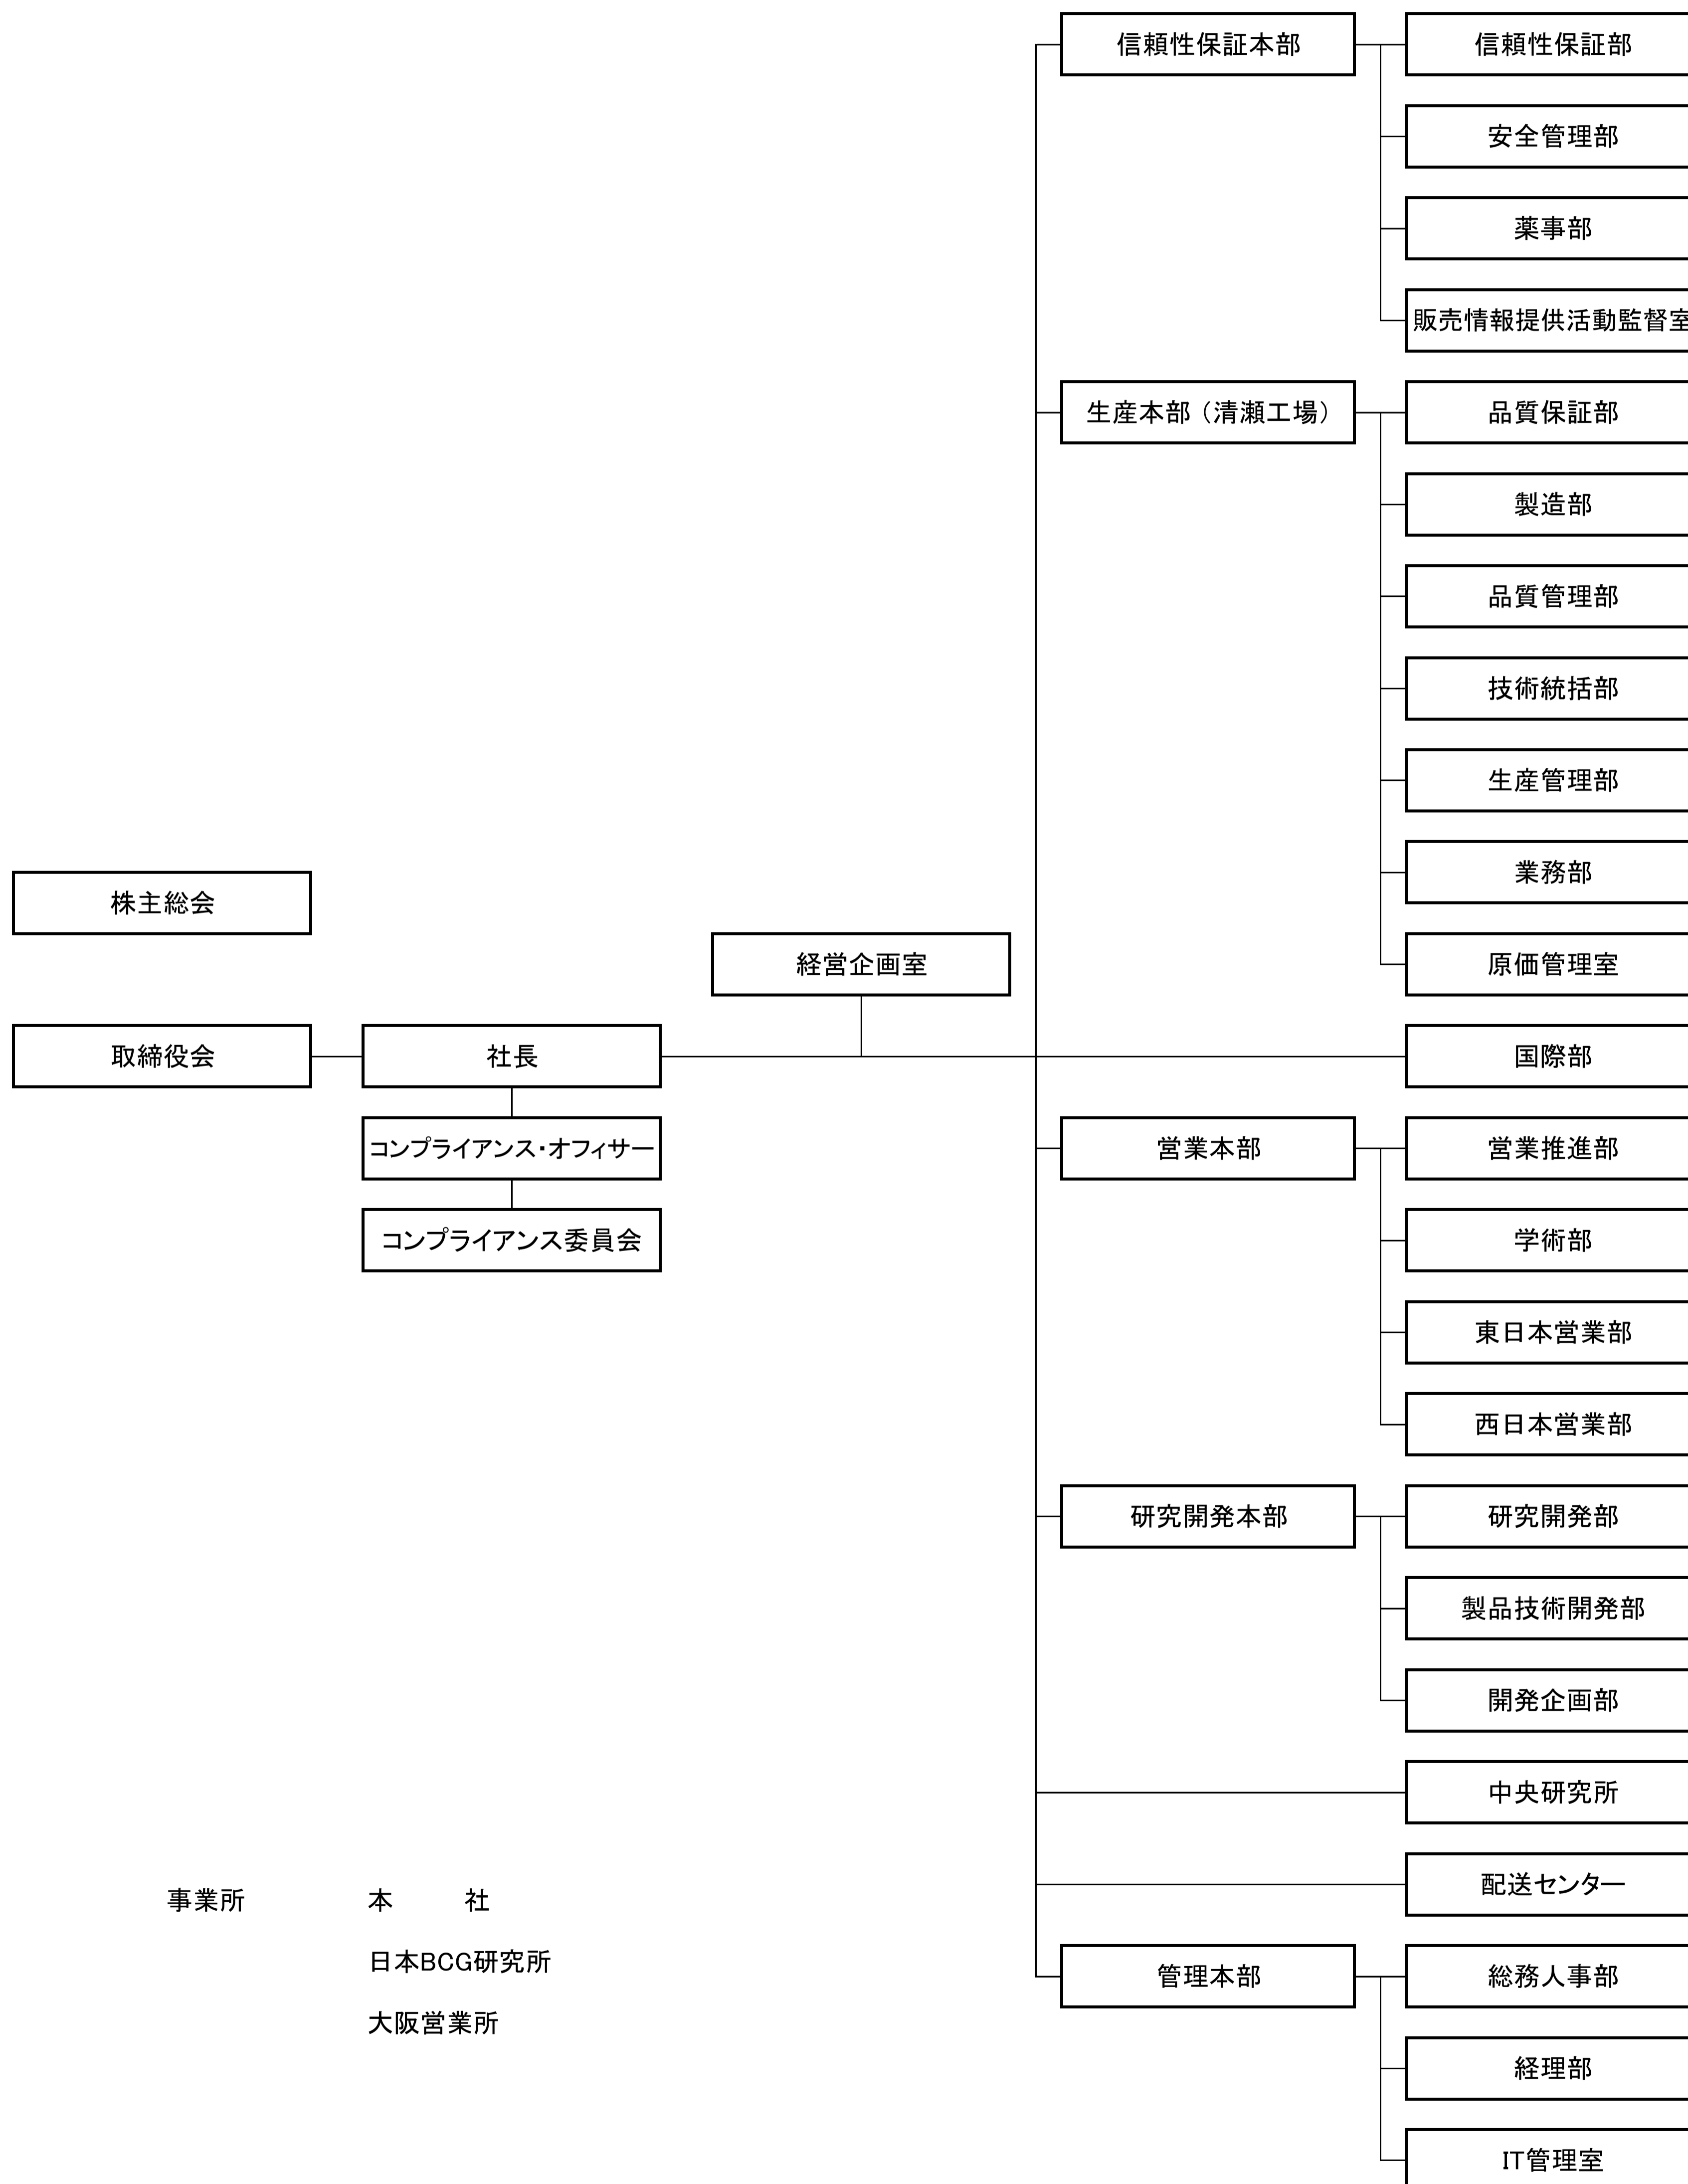 信頼性保証本部
信頼性保証部
安全管理部
薬事部
販売情報提供活動監督室
生産本部（清瀬工場）
品質保証部
製造部
品質管理部
技術統括部
生産管理部
業務部
株主総会
経営企画室
原価管理室
取締役会
社長
国際部
コンプライアンス・オフィサー
営業本部
営業推進部
コンプライアンス委員会
学術部
東日本営業部
西日本営業部
研究開発本部
研究開発部
製品技術開発部
開発企画部
中央研究所
配送センター
事業所 本 社
日本BCG研究所
大阪営業所
管理本部
総務人事部
経理部
IT管理室